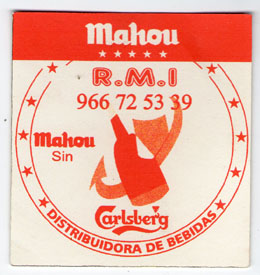 Mahou
R.M.I
966 72 53 39
Mahou
Sin
Carlsberg
DISTRIBUIDORA DE BEBIDAS